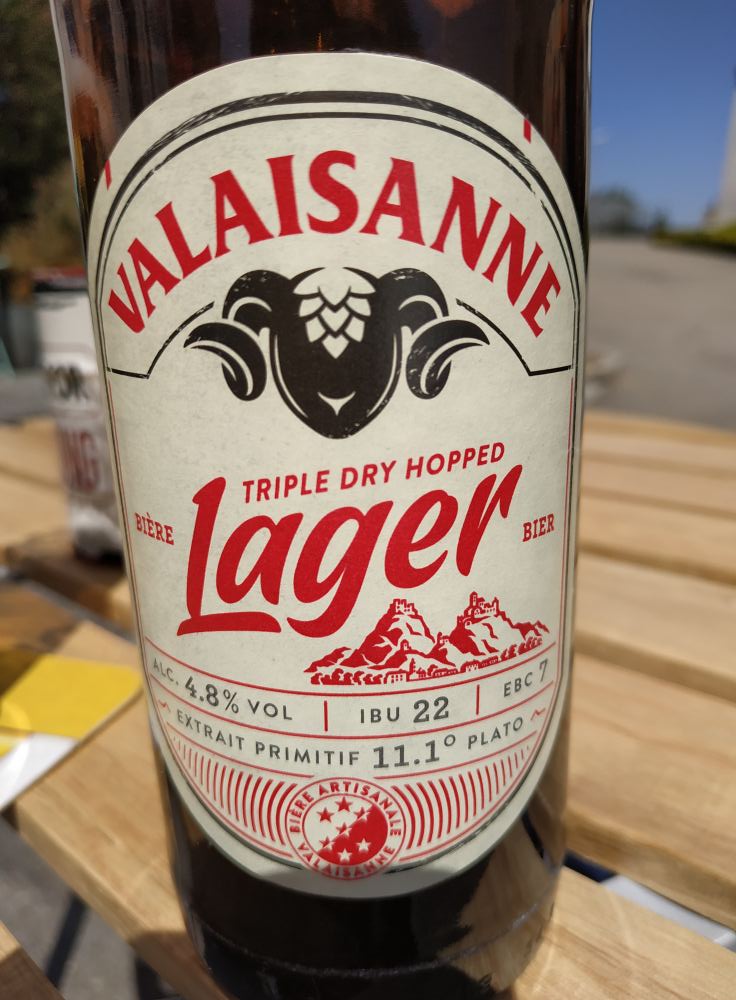 VALAISANNE
TRIPLE DRY HOPPED
BIÈRE Lager BIER
ALC. 4.8% VOL | IBU 22 | EBC 7
EXTRAIT PRIMITIF 11.1° PLATO
BIÈRE ARTISANALE
VALAISANNE